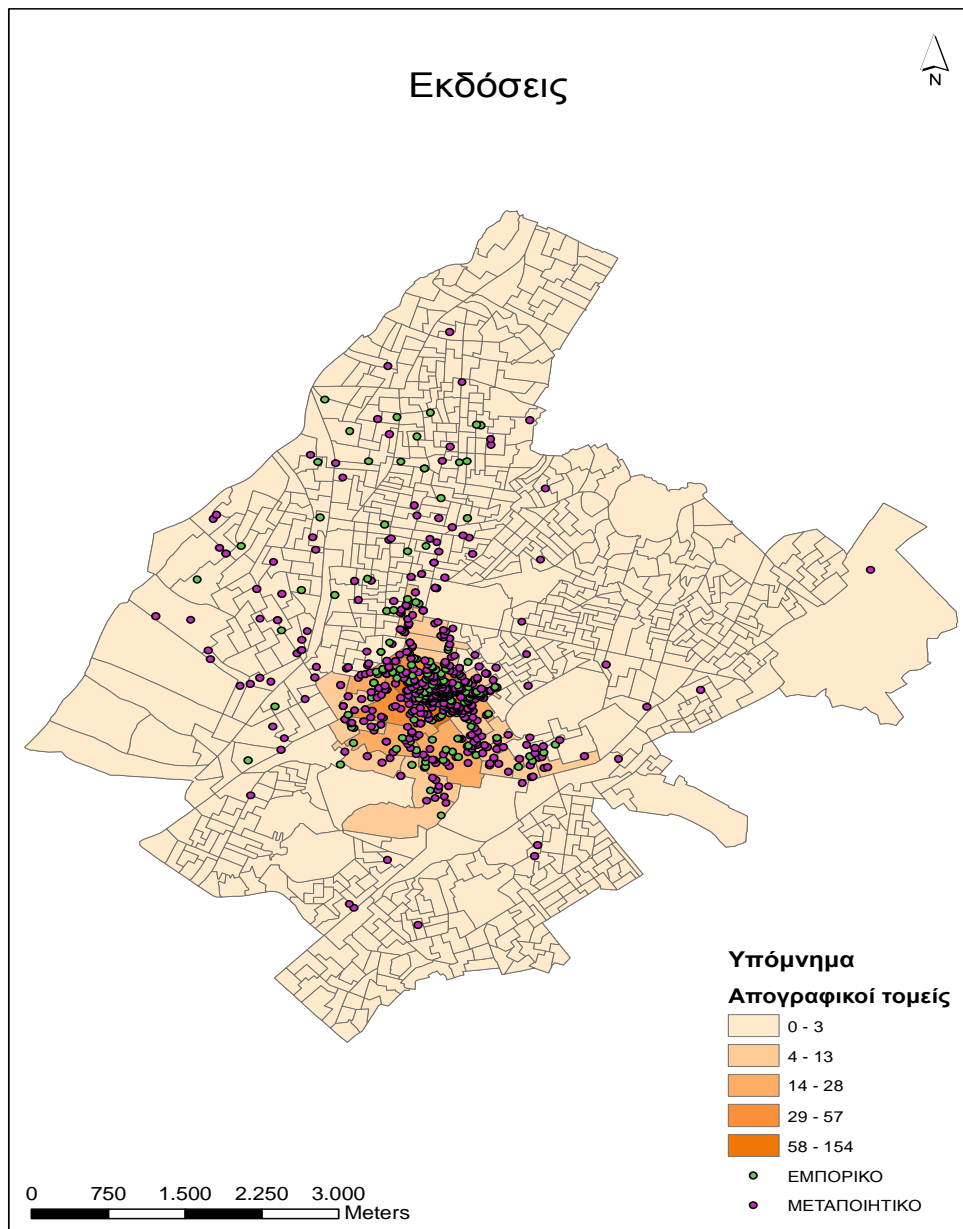 N
Εκδόσεις
Υπόμνημα
Απογραφικοί τομείς
0 - 3
4 - 13
14 - 28
29 - 57
58 - 154
ΕΜΠΟΡΙΚΟ
ΜΕΤΑΠΟΙΗΤΙΚΟ
0 750 1.500 2.250 3.000
Meters